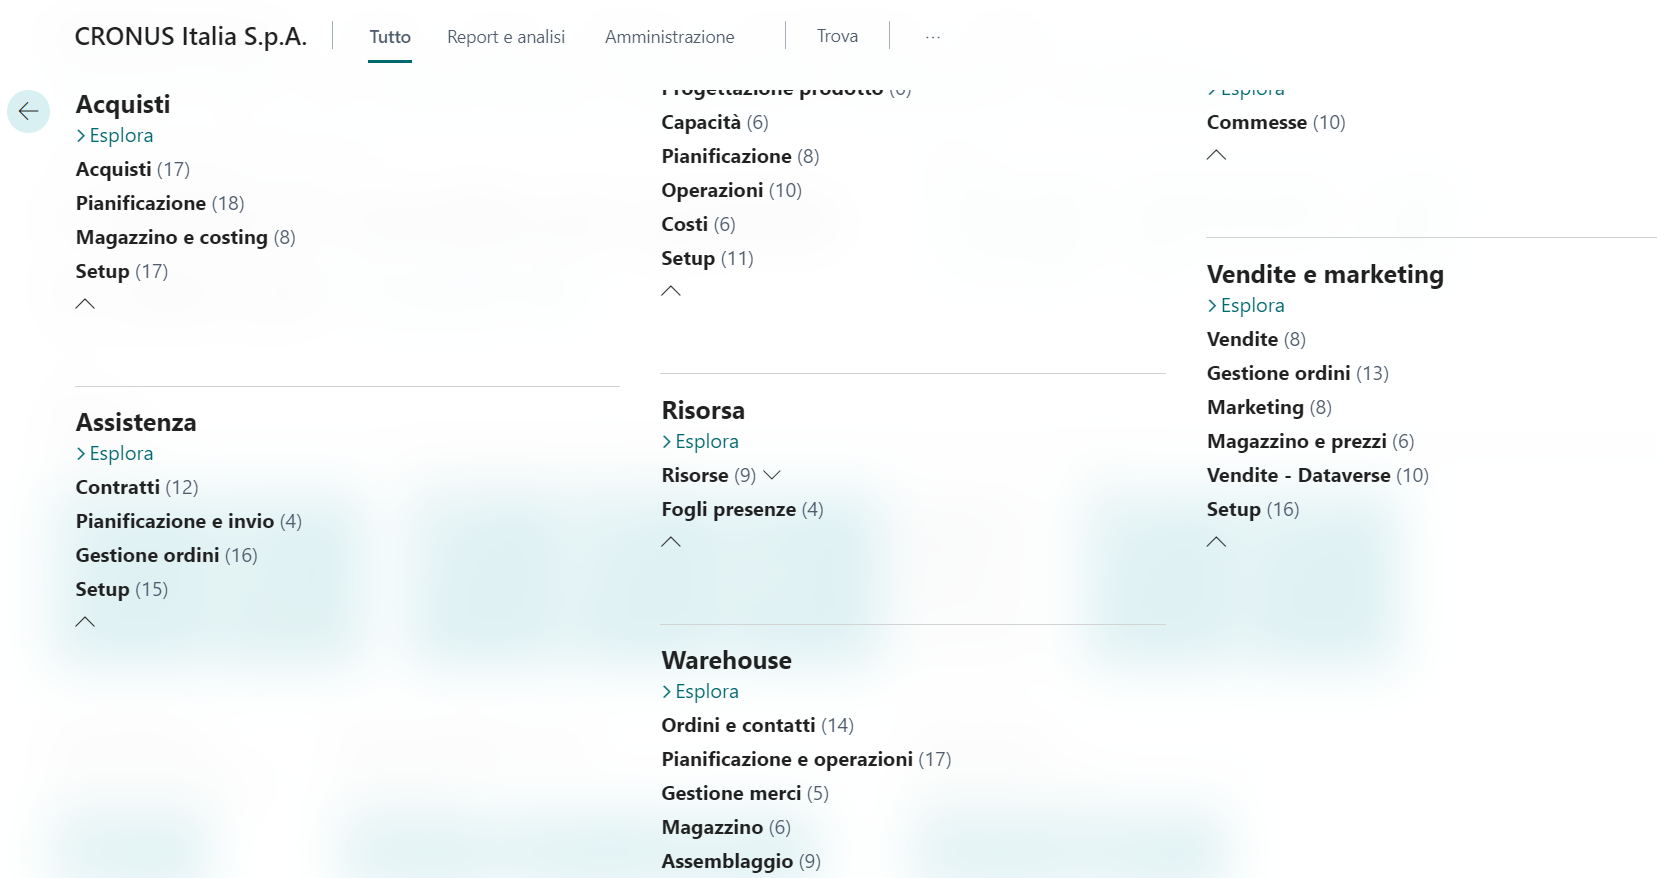 CRONUS Italia S.p.A.
Tutto
Report e analisi
Amministrazione
Trova
...
Acquisti
Esplora
Acquisti (17)
Pianificazione (18)
Magazzino e costing (8)
Setup (17)
Assistenza
Esplora
Contratti (12)
Pianificazione e invio (4)
Gestione ordini (16)
Setup (15)
Progettazione prodotto
Capacità (6)
Pianificazione (8)
Operazioni (10)
Costi (6)
Setup (11)
Risorsa
Esplora
Risorse (9)
Fogli presenze (4)
Warehouse
Esplora
Ordini e contatti (14)
Pianificazione e operazioni (17)
Gestione merci (5)
Magazzino (6)
Assemblaggio (9)
Esplora
Commesse (10)
Vendite e marketing
Esplora
Vendite (8)
Gestione ordini (13)
Marketing (8)
Magazzino e prezzi (6)
Vendite - Dataverse (10)
Setup (16)